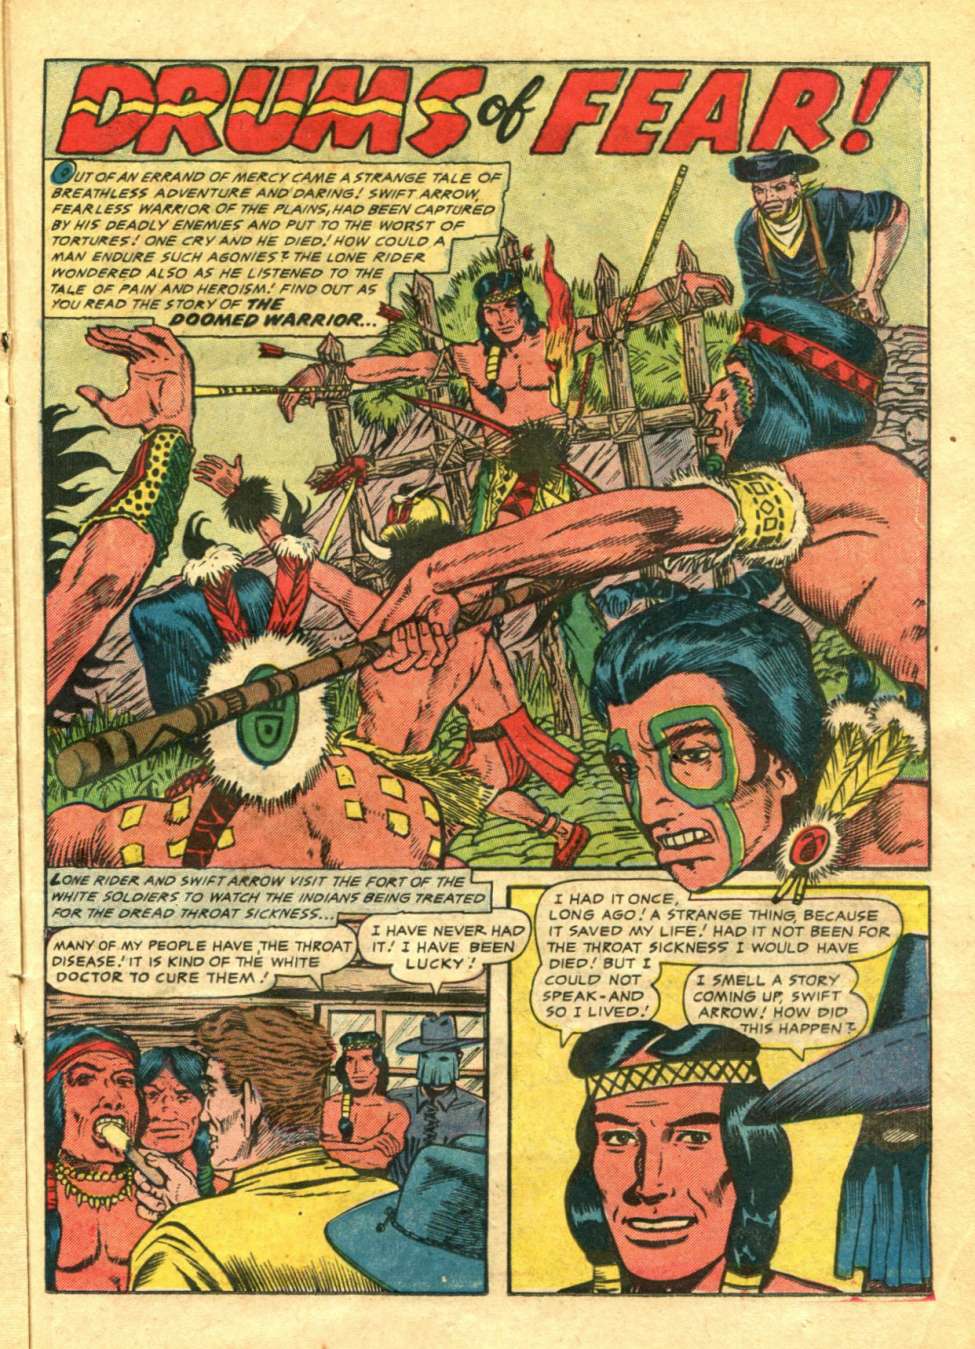 DRUMS of FEAR!
OUT OF AN ERRAND OF MERCY CAME A STRANGE TALE OF
BREATHLESS ADVENTURE AND DARING! SWIFT ARROW,
FEARLESS WARRIOR OF THE PLAINS, HAD BEEN CAPTURED
BY HIS DEADLY ENEMIES AND PUT TO THE WORST OF
TORTURES! ONE CRY AND HE DIED! HOW COULD A
MAN ENDURE SUCH AGONIES? THE LONE RIDER
WONDERED ALSO AS HE LISTENED TO THE
TALE OF PAIN AND HEROISM! FIND OUT AS
YOU READ THE STORY OF THE
DOOMED WARRIOR...
LONE RIDER AND SWIFT ARROW VISIT THE FORT OF THE
WHITE SOLDIERS TO WATCH THE INDIANS BEING TREATED
FOR THE DREAD THROAT SICKNESS...
MANY OF MY PEOPLE HAVE THE THROAT
DISEASE! IT IS KIND OF THE WHITE
DOCTOR TO CURE THEM!
I HAVE NEVER HAD
IT! I HAVE BEEN
LUCKY!
I HAD IT ONCE,
LONG AGO! A STRANGE THING, BECAUSE
IT SAVED MY LIFE! HAD IT NOT BEEN FOR
THE THROAT SICKNESS I WOULD HAVE
DIED! BUT I
COULD NOT
SPEAK-AND
SO I LIVED!
I SMELL A STORY
COMING UP, SWIFT
ARROW! HOW DID
THIS HAPPEN?